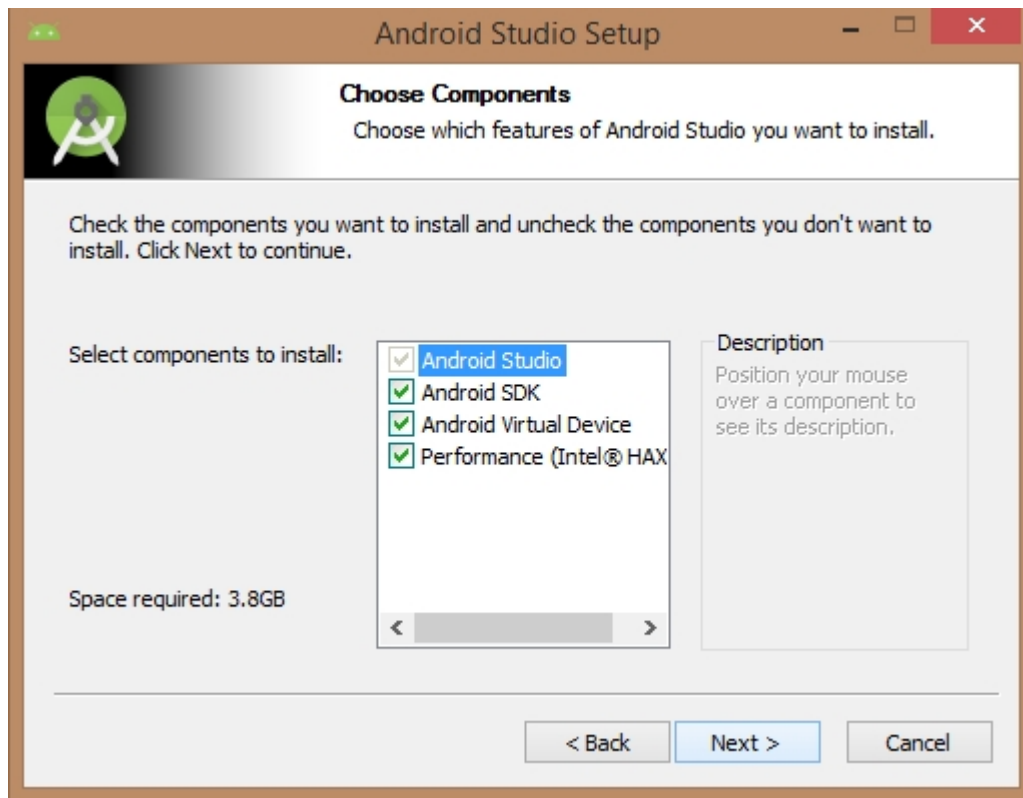 Android Studio Setup
Choose Components
Choose which features of Android Studio you want to install.
Check the components you want to install and uncheck the components you don't want to
install. Click Next to continue.
Select components to install:
Android Studio
Android SDK
Android Virtual Device
Performance (Intel® HAX
Description
Position your mouse
over a component to
see its description.
Space required: 3.8GB
< Back
Next >
Cancel